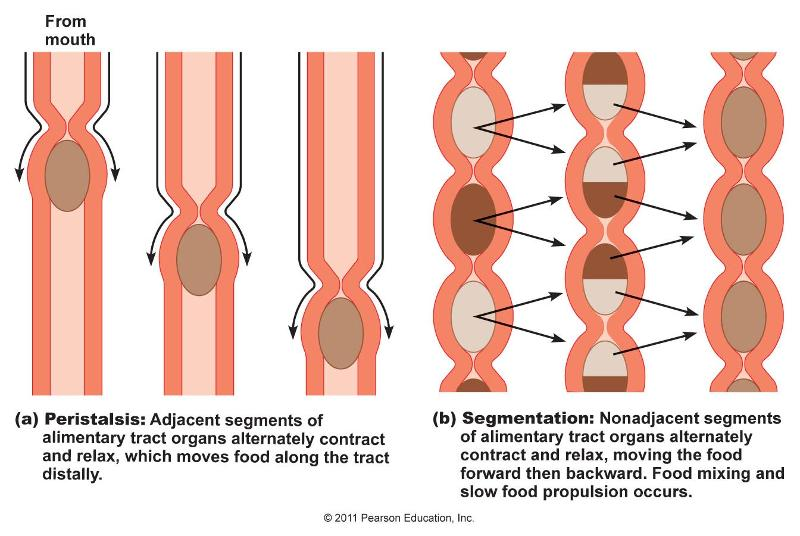 From
mouth
(a) Peristalsis: Adjacent segments of
alimentary tract organs alternately contract
and relax, which moves food along the tract
distally.
(b) Segmentation: Nonadjacent segments
of alimentary tract organs alternately
contract and relax, moving the food
forward then backward. Food mixing and
slow food propulsion occurs.
© 2011 Pearson Education, Inc.